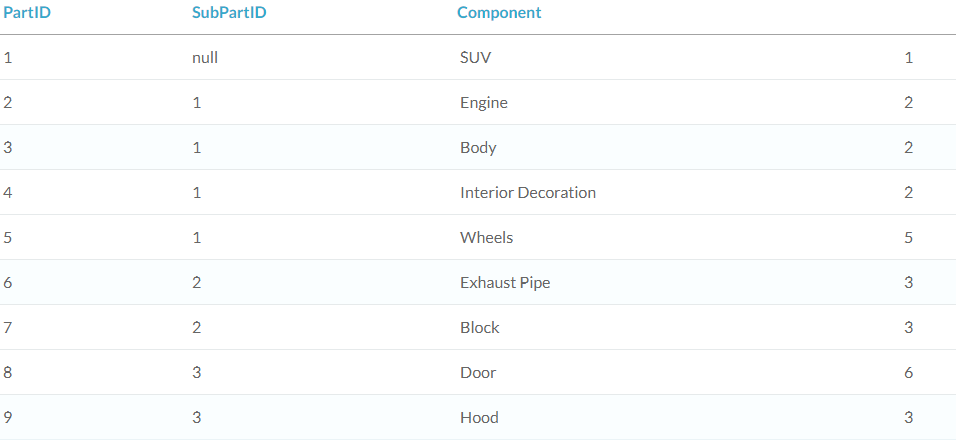 PartID SubPartID Component
1 null SUV 1
2 1 Engine 2
3 1 Body 2
4 1 Interior Decoration 2
5 1 Wheels 5
6 2 Exhaust Pipe 3
7 2 Block 3
8 3 Door 6
9 3 Hood 3